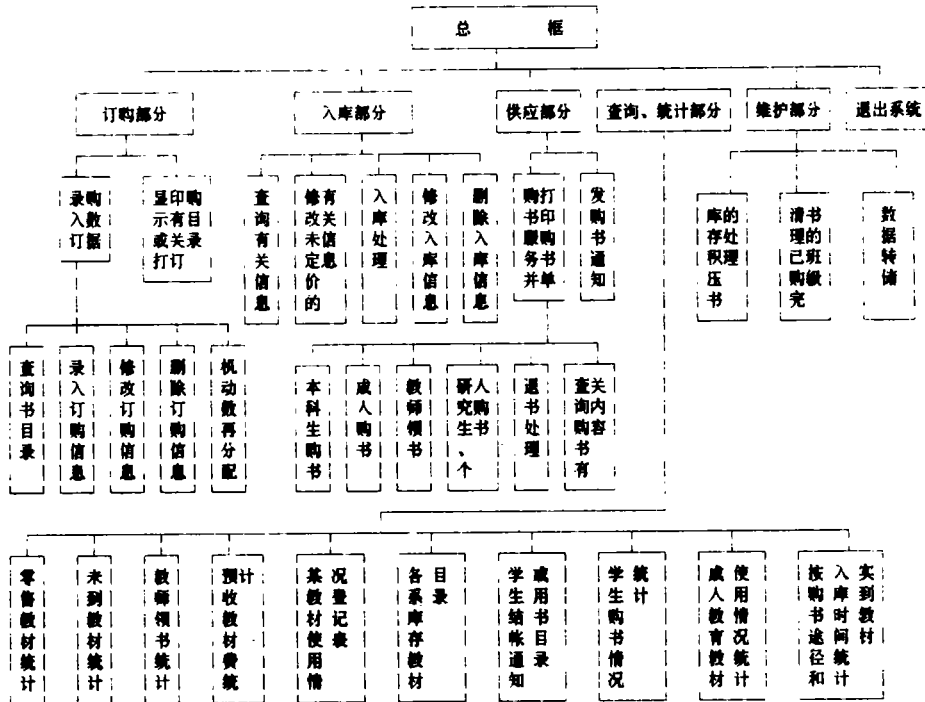 总 框
订购部分
入库部分
供应部分
查询、统计部分
维护部分
退出系统
录入订购数据
显示或打印有关订购目录
查询有关信息
修改未定价的有关信息
入库处理
修改入库信息
删除入库信息
购书账务并打印购书单
发购书通知
库存积压书的处理
清理已购完书的班级
数据转储
查询书目录
录入订购信息
修改订购信息
删除订购信息
机动数再分配
本科生购书
成人购书
教师领书
研究生、个人购书
退书处理
查询购书有关内容
零售教材统计
未到教材统计
教师领书统计
预收教材费统计
某教材使用情况登记表
各系库存教材目录
学生结帐通知或用书目录
学生购书情况统计
成人教育教材使用情况统计
按购书途径和入库时间统计实到教材